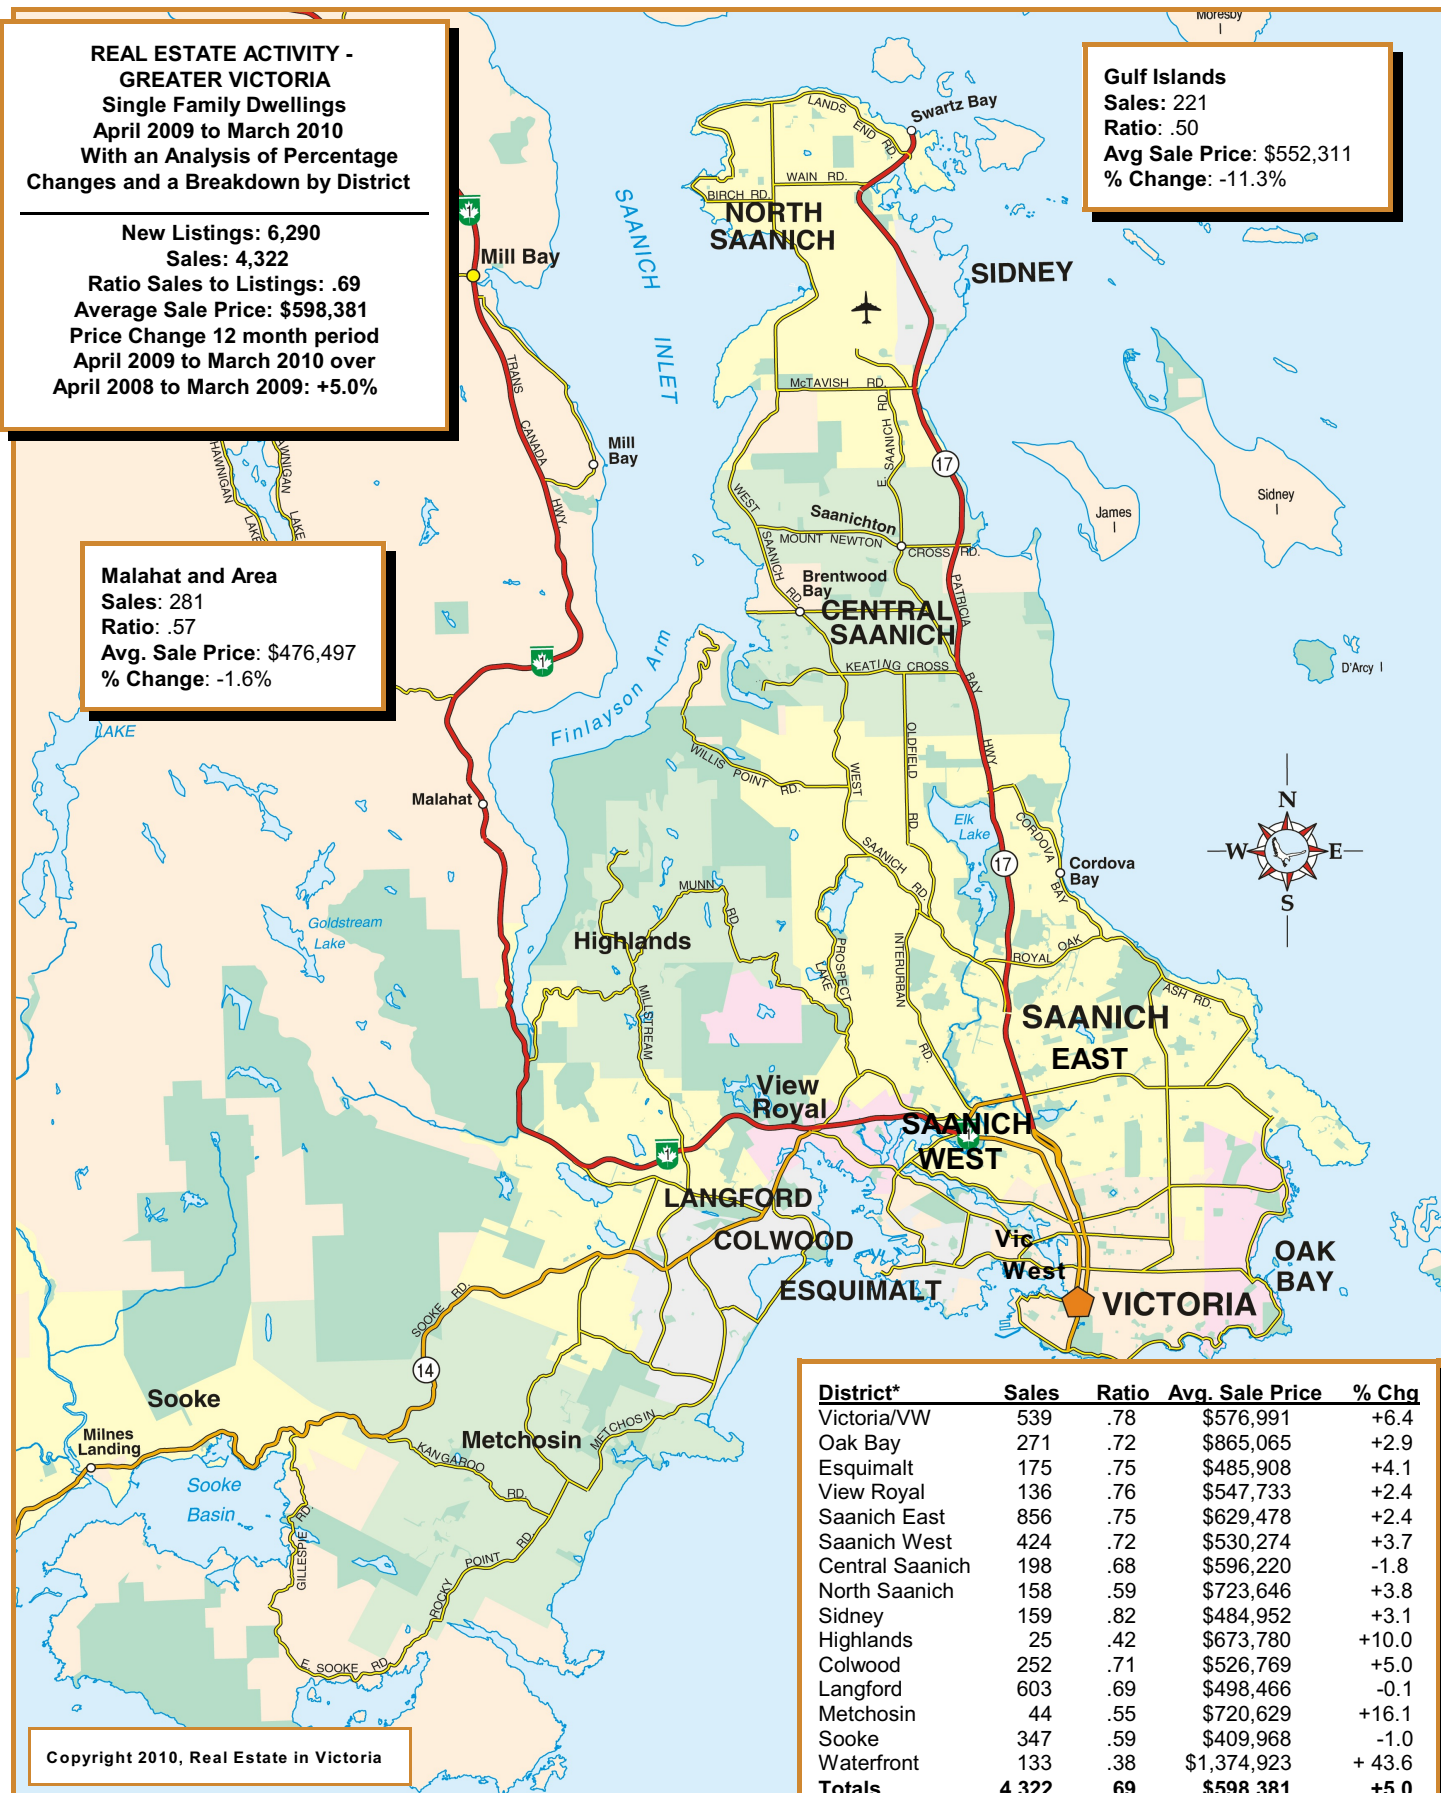 REAL ESTATE ACTIVITY -
GREATER VICTORIA
Single Family Dwellings
April 2009 to March 2010
With an Analysis of Percentage
Changes and a Breakdown by District
New Listings: 6,290
Sales: 4,322
Ratio Sales to Listings: .69
Average Sale Price: $598,381
Price Change 12 month period
April 2009 to March 2010 over
April 2008 to March 2009: +5.0%
Moresby
I
Gulf Islands
Sales: 221
Ratio: .50
Avg Sale Price: $552,311
% Change: -11.3%
Swartz Bay
LANDS
END RD.
WAIN RD.
BIRCH RD.
NORTH
SAANICH
SAANICH
INLET
1
Mill Bay
SIDNEY
TRANS
CANADA
HWY.
McTAVISH RD.
E. SAANICH RD.
Mill
Bay
17
Sidney
I
James
I
SHAWNIGAN
LAKE
SHAWNIGAN
LAKE
WEST
SAANICH
RD.
Saanichton
MOUNT NEWTON
CROSS RD.
Malahat and Area
Sales: 281
Ratio: .57
Avg. Sale Price: $476,497
% Change: -1.6%
Brentwood
Bay
PATRICIA
BAY
HWY.
CENTRAL
SAANICH
KEATING CROSS
D'Arcy I
1
Finlayson Arm
LAKE
WILLIS POINT RD.
OLDFIELD
RD.
WEST
SAANICH
RD.
Malahat
Elk
Lake
CORDOVA
BAY
Cordova
Bay
17
N
W
E
S
MUNN
RD.
Goldstream
Lake
Highlands
PROSPECT
LAKE
INTERURBAN
RD.
ROYAL OAK
MILLSTREAM
ASH RD.
SAANICH
EAST
View
Royal
SAANICH
WEST
1
1
LANGFORD
COLWOOD
ESQUIMALT
Vic
West
VICTORIA
OAK
BAY
SOOKE RD.
14
Sooke
Milnes
Landing
Metchosin
METCHOSIN
KANGAROO
RD.
Sooke
Basin
GILLESPIE RD.
ROCKY POINT RD.
E. SOOKE RD.
District* Sales Ratio Avg. Sale Price % Chg
Victoria/VW 539 .78 $576,991 +6.4
Oak Bay 271 .72 $865,065 +2.9
Esquimalt 175 .75 $485,908 +4.1
View Royal 136 .76 $547,733 +2.4
Saanich East 856 .75 $629,478 +2.4
Saanich West 424 .72 $530,274 +3.7
Central Saanich 198 .68 $596,220 -1.8
North Saanich 158 .59 $723,646 +3.8
Sidney 159 .82 $484,952 +3.1
Highlands 25 .42 $673,780 +10.0
Colwood 252 .71 $526,769 +5.0
Langford 603 .69 $498,466 -0.1
Metchosin 44 .55 $720,629 +16.1
Sooke 347 .59 $409,968 -1.0
Waterfront 133 .38 $1,374,923 + 43.6
Totals 4,322 .69 $598,381 +5.0
Copyright 2010, Real Estate in Victoria